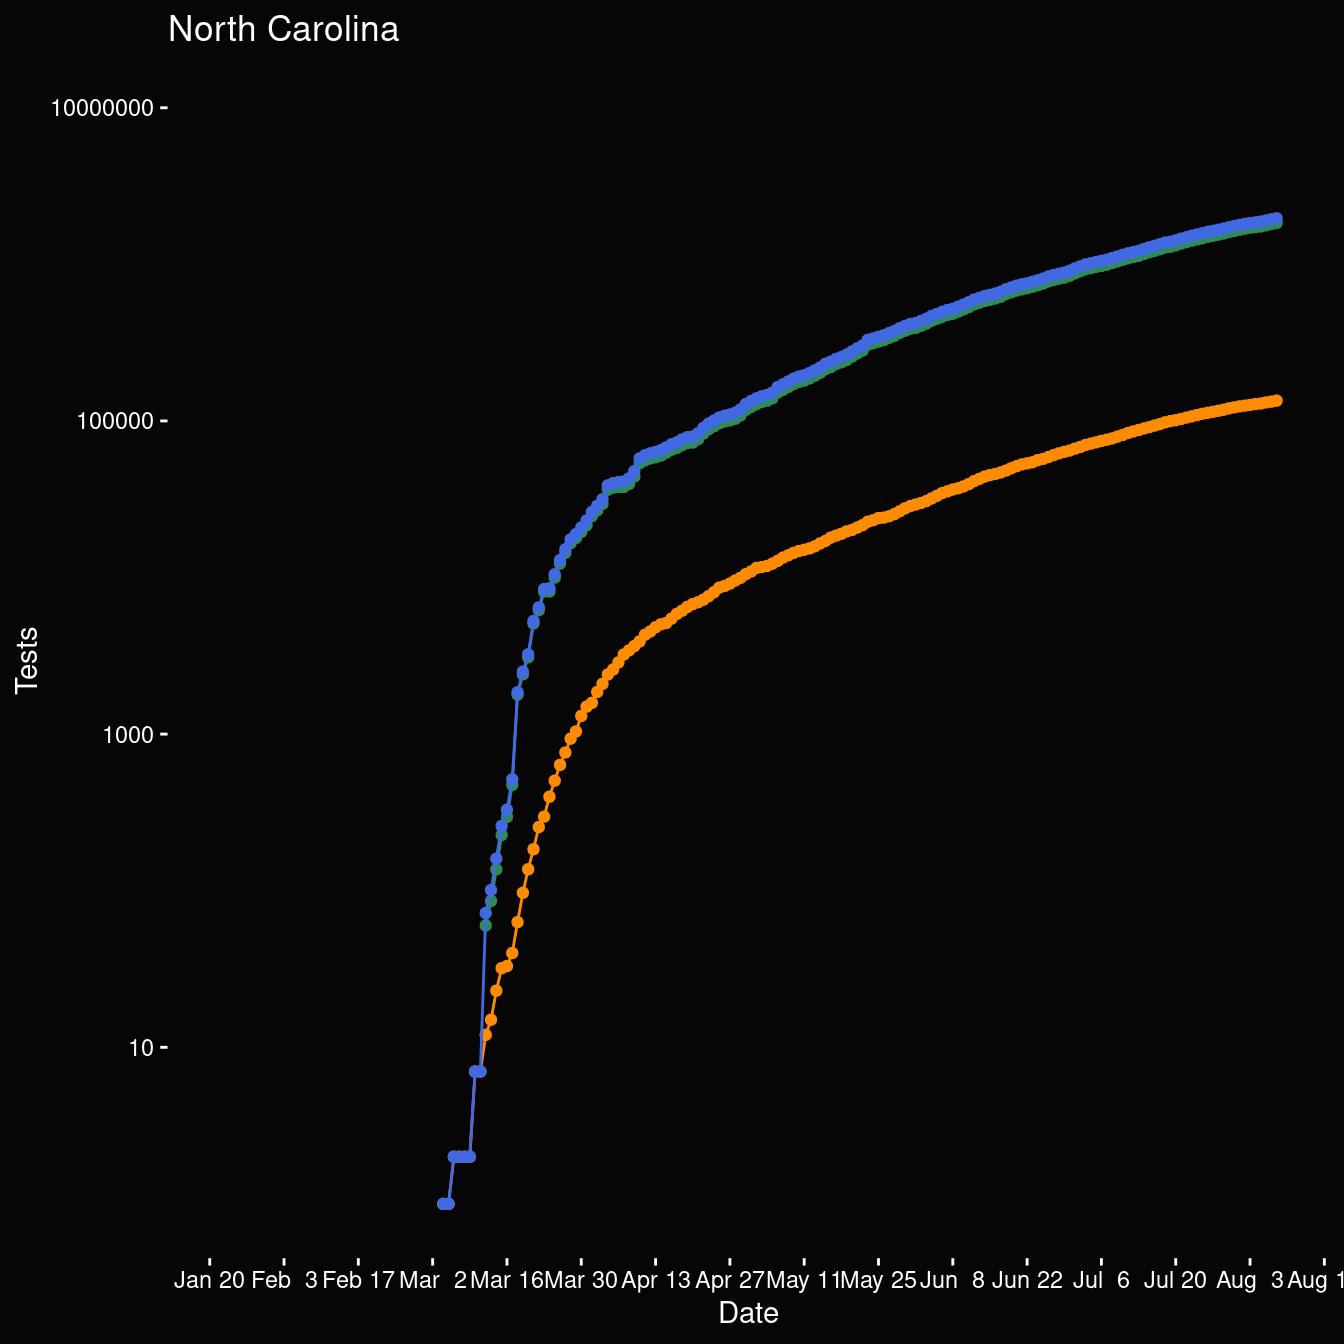 North Carolina
10000000
100000
1000
10
Tests
Jan 20 Feb 3 Feb 17 Mar 2 Mar 16 Mar 30 Apr 13 Apr 27 May 11 May 25 Jun 8 Jun 22 Jul 6 Jul 20 Aug 3 Aug 1
Date